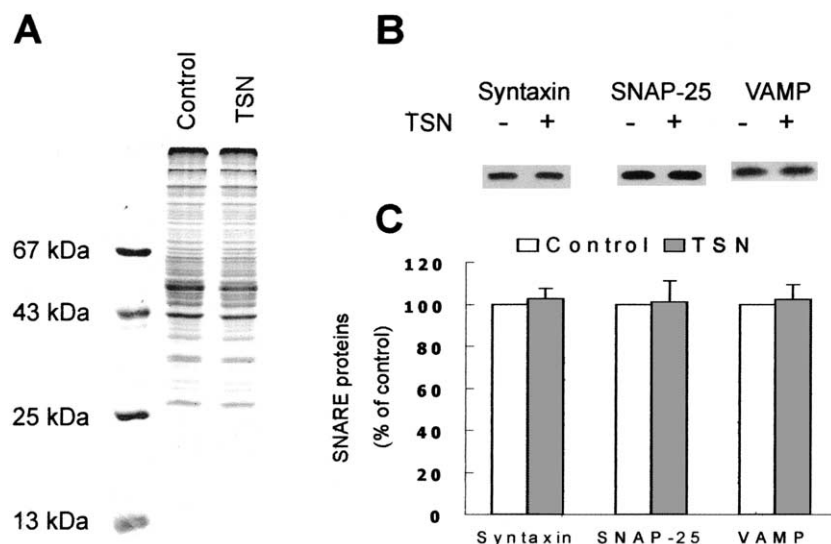 A
Control
TSN
67 kDa
43 kDa
25 kDa
13 kDa
B
Syntaxin SNAP-25 VAMP
TSN - + - + - +
C
Control TSN
SNARE proteins
(% of control)
120
100
80
60
40
20
0
Syntaxin SNAP-25 VAMP